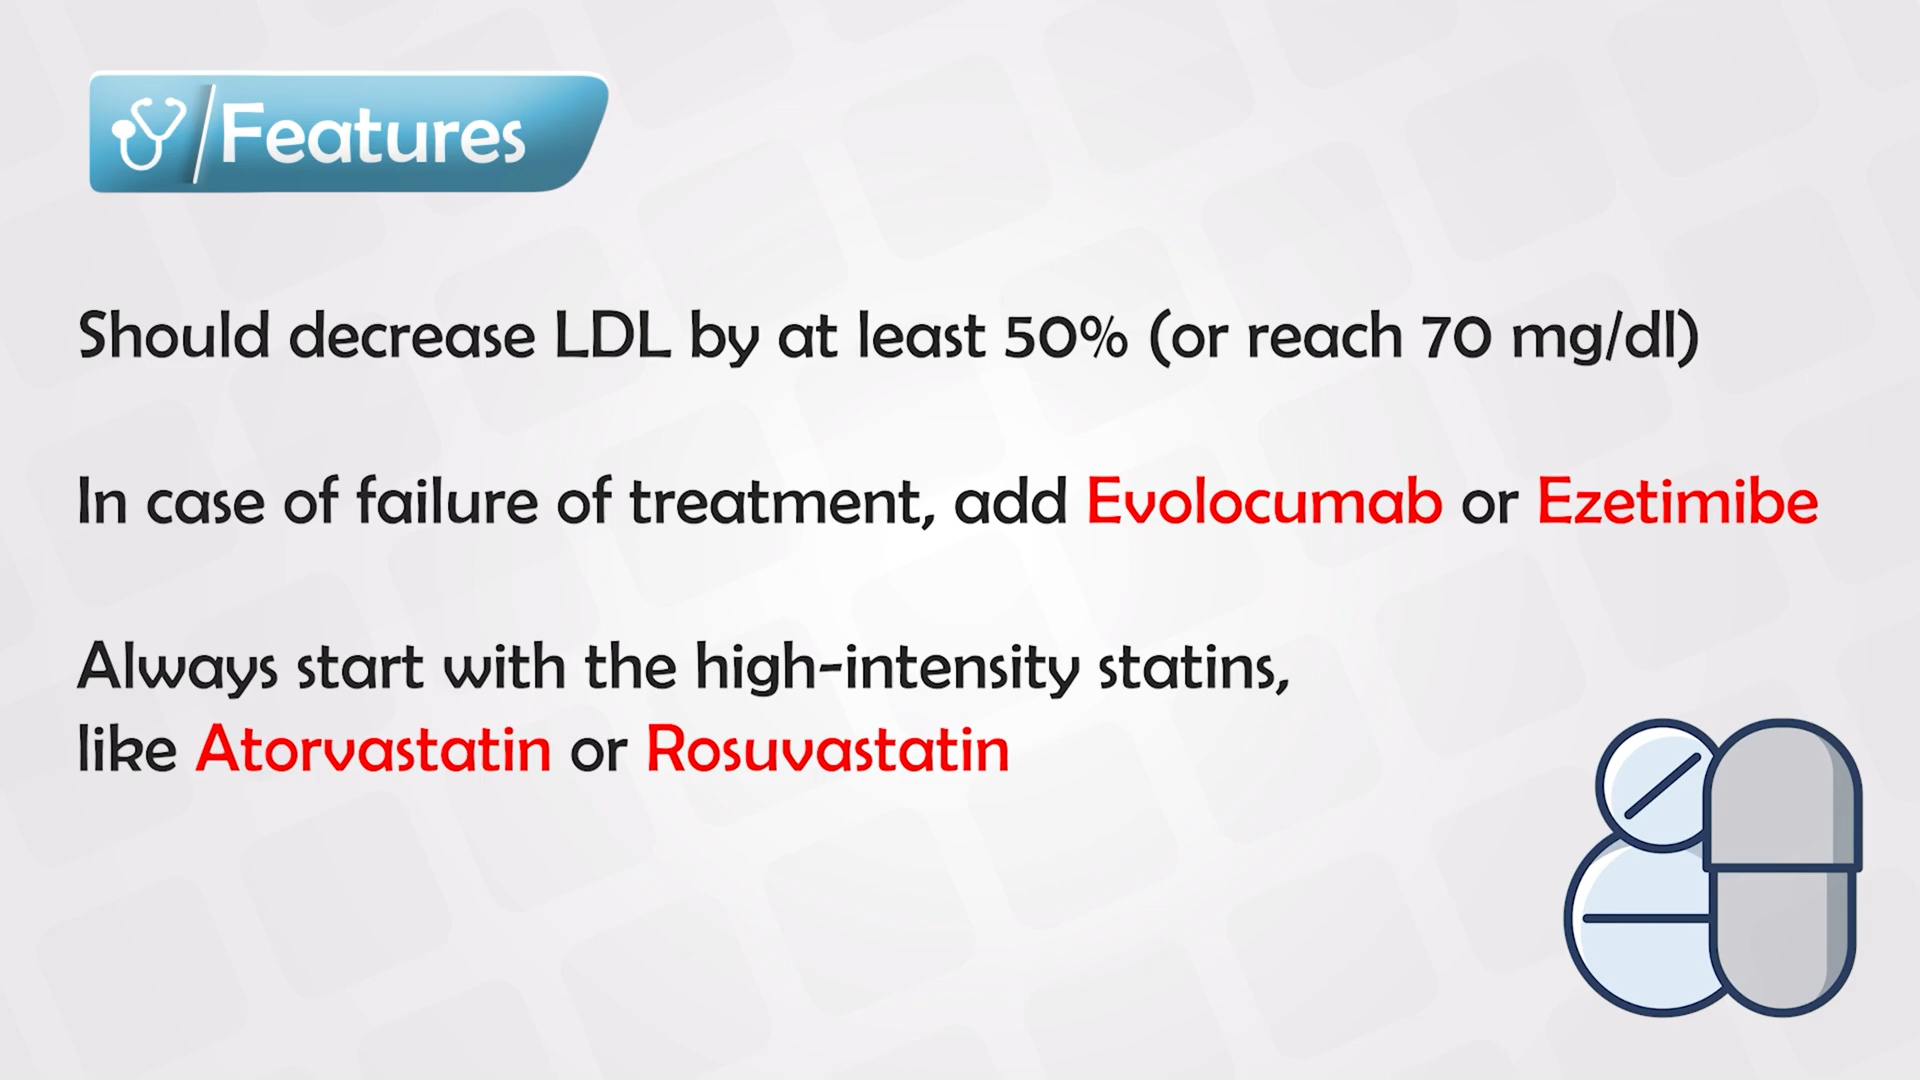 Features
Should decrease LDL by at least 50% (or reach 70 mg/dl)
In case of failure of treatment, add Evolocumab or Ezetimibe
Always start with the high-intensity statins,
like Atorvastatin or Rosuvastatin